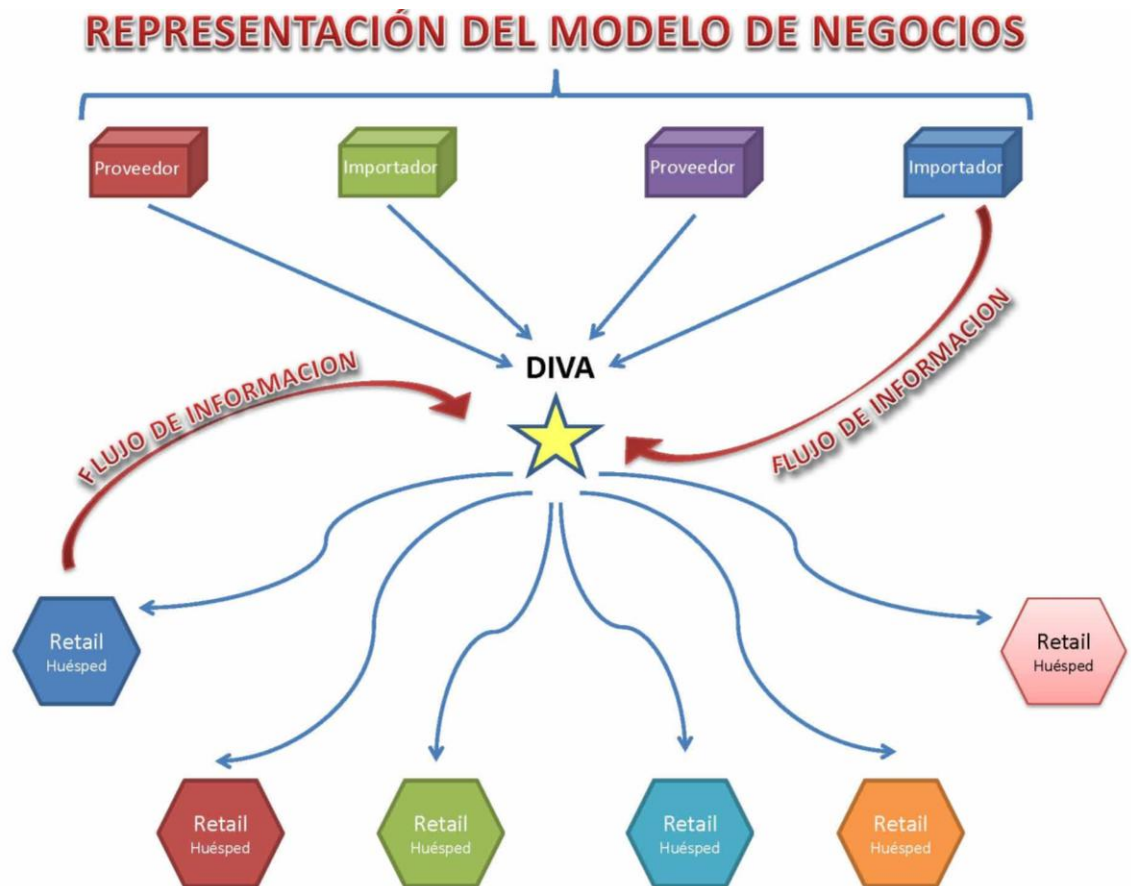 REPRESENTACIÓN DEL MODELO DE NEGOCIOS
Proveedor
Importador
Proveedor
Importador
DIVA
FLUJO DE INFORMACION
FLUJO DE INFORMACION
Retail
Huésped
Retail
Huésped
Retail
Huésped
Retail
Huésped
Retail
Huésped
Retail
Huésped